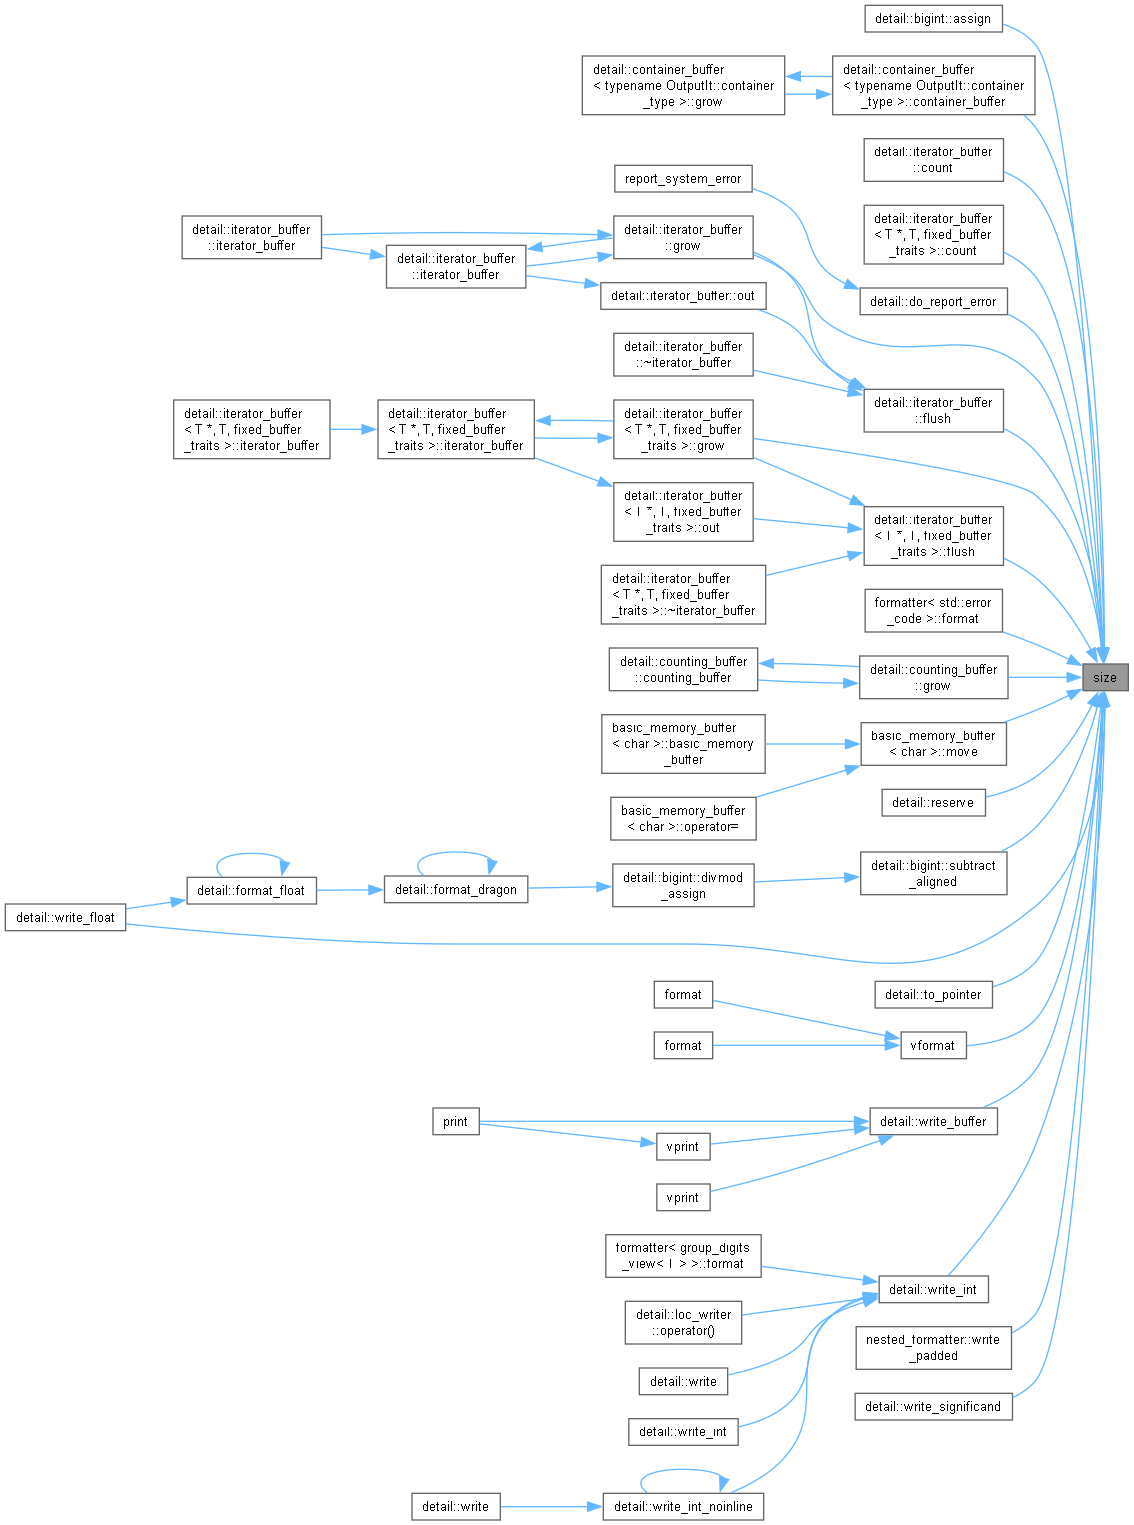 detail::bigint::assign
detail::container_buffer
< typename OutputIt::container
_type >::grow
detail::container_buffer
< typename OutputIt::container
_type >::container_buffer
detail::iterator_buffer
::count
report_system_error
detail::iterator_buffer
< T *, T, fixed_buffer
_traits >::count
detail::iterator_buffer
::iterator_buffer
detail::iterator_buffer
::grow
detail::iterator_buffer
::iterator_buffer
detail::iterator_buffer::out
detail::do_report_error
detail::iterator_buffer
::~iterator_buffer
detail::iterator_buffer
::flush
detail::iterator_buffer
< T *, T, fixed_buffer
_traits >::iterator_buffer
detail::iterator_buffer
< T *, T, fixed_buffer
_traits >::iterator_buffer
detail::iterator_buffer
< T *, T, fixed_buffer
_traits >::grow
detail::iterator_buffer
< T *, T, fixed_buffer
_traits >::out
detail::iterator_buffer
< T *, T, fixed_buffer
_traits >::flush
detail::iterator_buffer
< T *, T, fixed_buffer
_traits >::~iterator_buffer
formatter< std::error
_code >::format
detail::counting_buffer
::counting_buffer
detail::counting_buffer
::grow
size
basic_memory_buffer
< char >::basic_memory
_buffer
basic_memory_buffer
< char >::move
basic_memory_buffer
< char >::operator=
detail::reserve
detail::write_float
detail::format_float
detail::format_dragon
detail::bigint::divmod
_assign
detail::bigint::subtract
_aligned
detail::to_pointer
format
format
vformat
print
vprint
vprint
detail::write_buffer
formatter< group_digits
_view< T > >::format
detail::loc_writer
::operator()
detail::write_int
detail::write
nested_formatter::write
_padded
detail::write_int
detail::write_significand
detail::write
detail::write_int_noinline